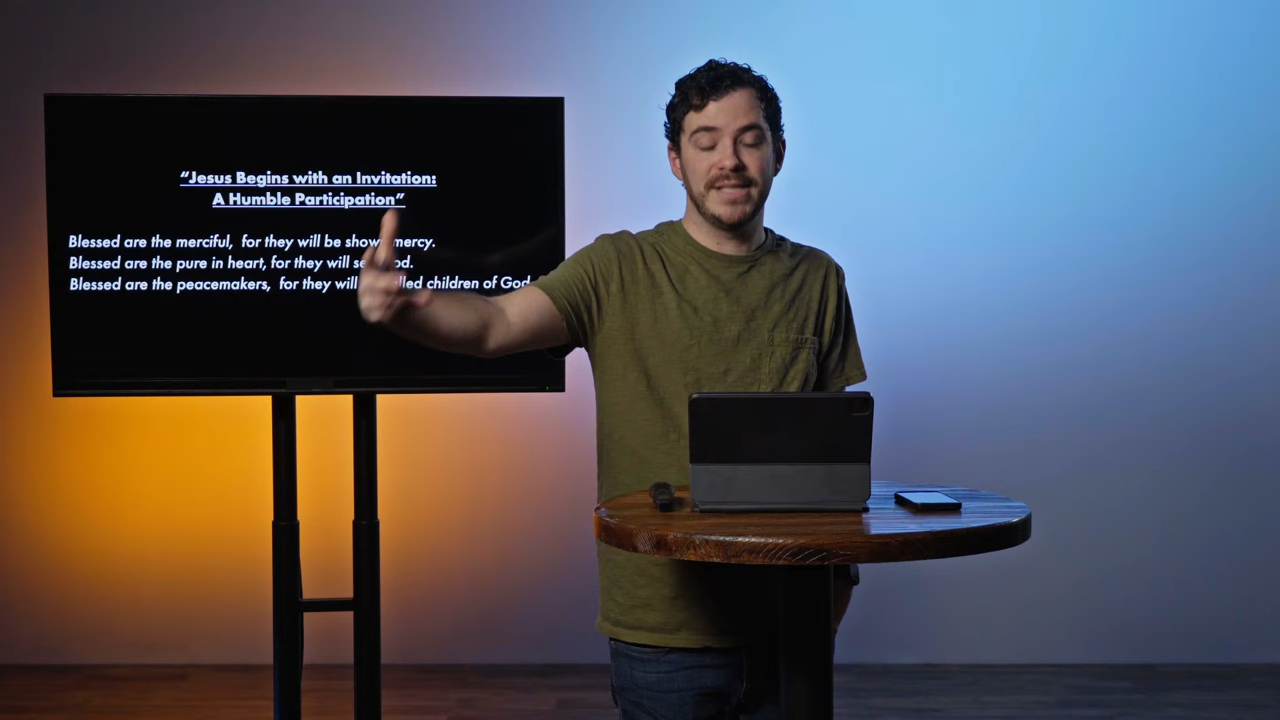 “Jesus Begins with an Invitation:
A Humble Participation”
Blessed are the merciful, for they will be show mercy.
Blessed are the pure in heart, for they will
Blessed are the peacemakers, for they will children of God